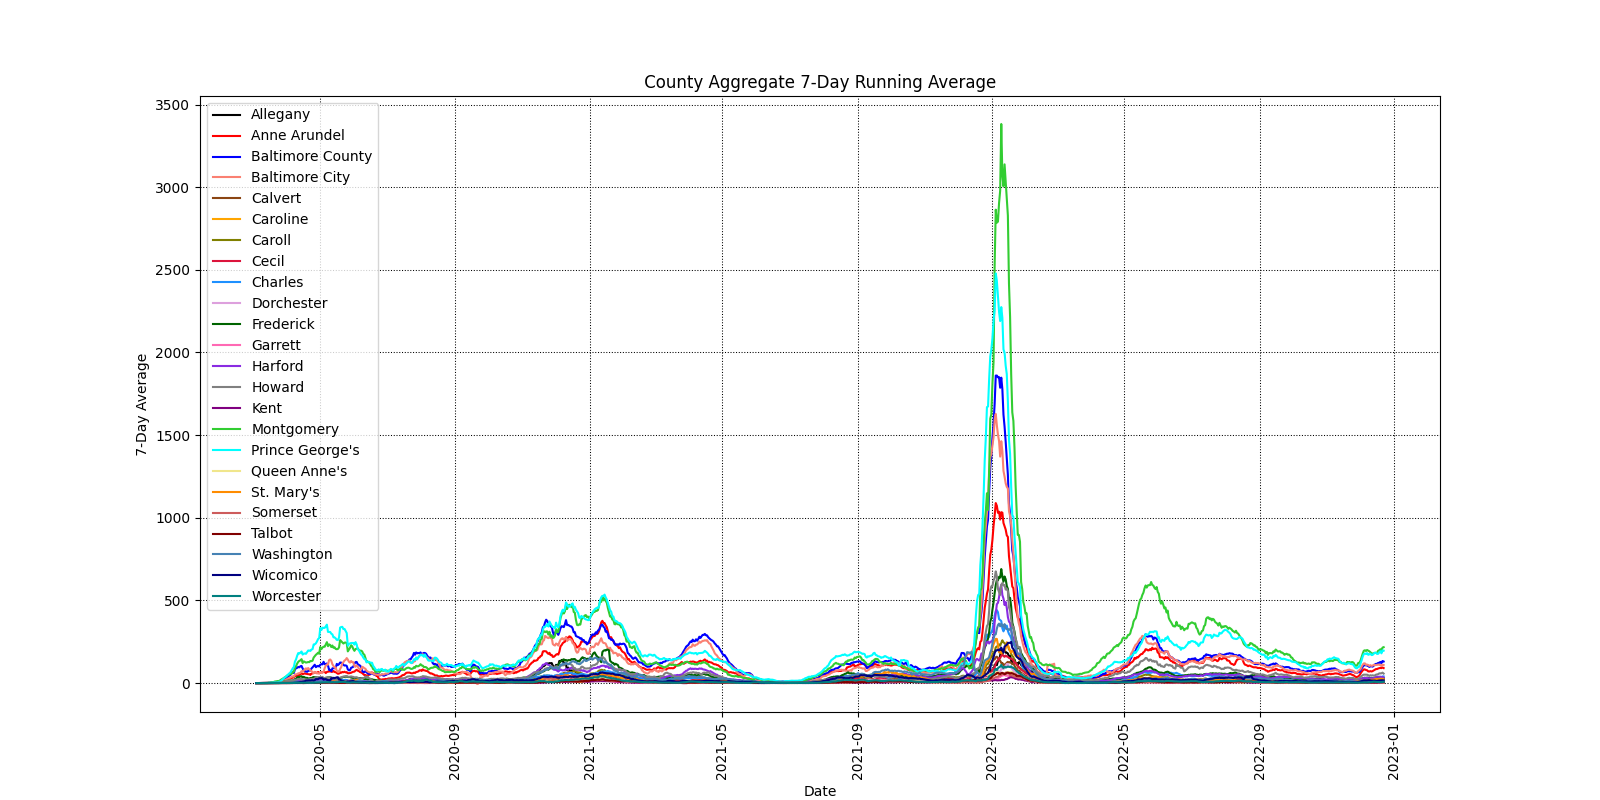 County Aggregate 7-Day Running Average
3500
3000
2500
2000
1500
1000
500
0
7-Day Average
Allegany
Anne Arundel
Baltimore County
Baltimore City
Calvert
Caroline
Caroll
Cecil
Charles
Dorchester
Frederick
Garrett
Harford
Howard
Kent
Montgomery
Prince George's
Queen Anne's
St. Mary's
Somerset
Talbot
Washington
Wicomico
Worcester
2020-05
2020-09
2021-01
2021-05
2021-09
2022-01
2022-05
2022-09
2023-01
Date